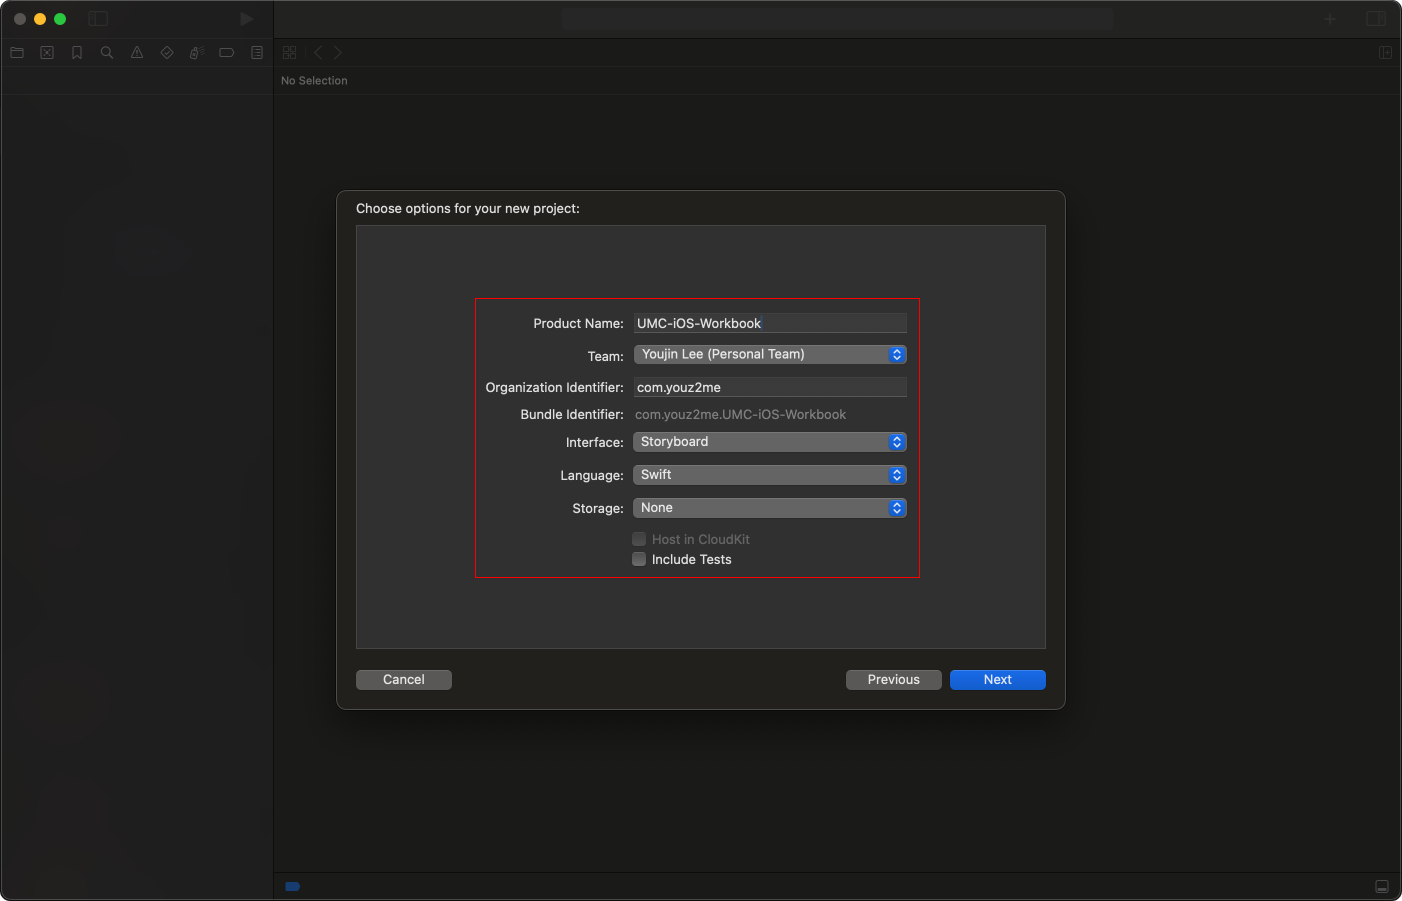 No Selection
Choose options for your new project:
Product Name: UMC-iOS-Workbook
Team: Youjin Lee (Personal Team)
Organization Identifier: com.youz2me
Bundle Identifier: com.youz2me.UMC-iOS-Workbook
Interface: Storyboard
Language: Swift
Storage: None
Host in CloudKit
Include Tests
Cancel Previous Next